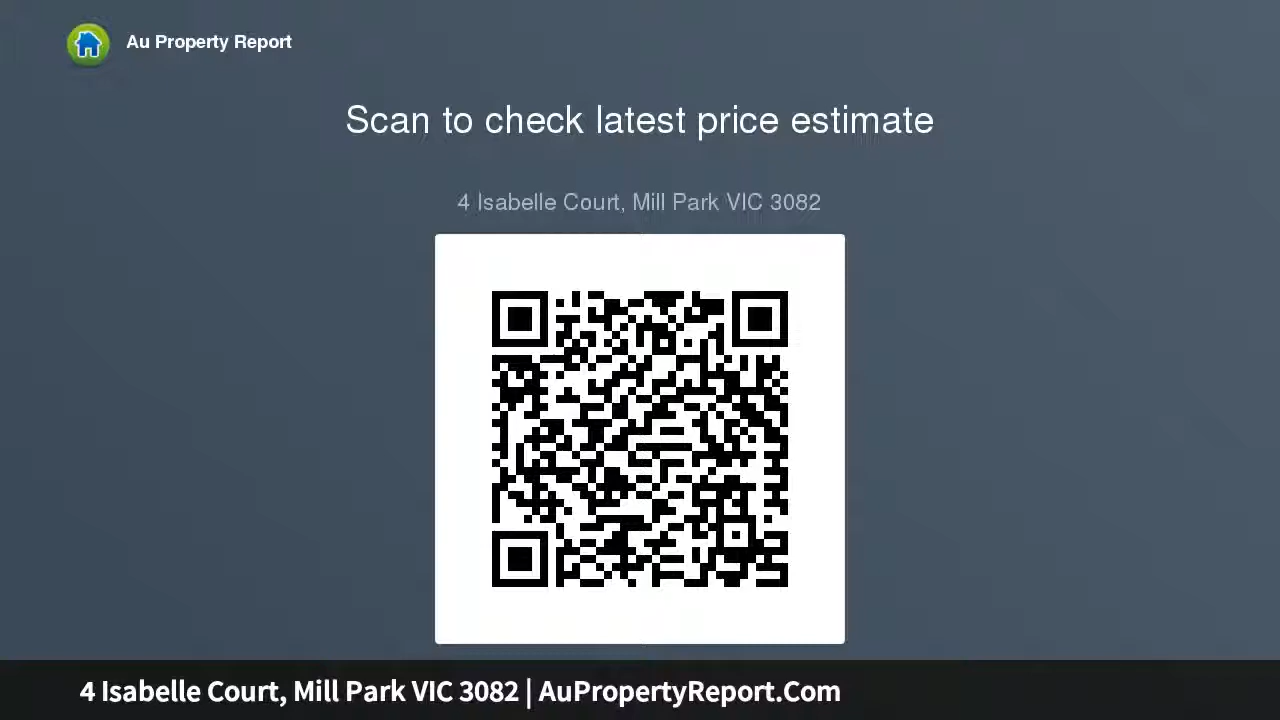 Au Property Report
Scan to check latest price estimate
4 Isabelle Court, Mill Park VIC 3082
4 Isabelle Court, Mill Park VIC 3082 | AuPropertyReport.Com